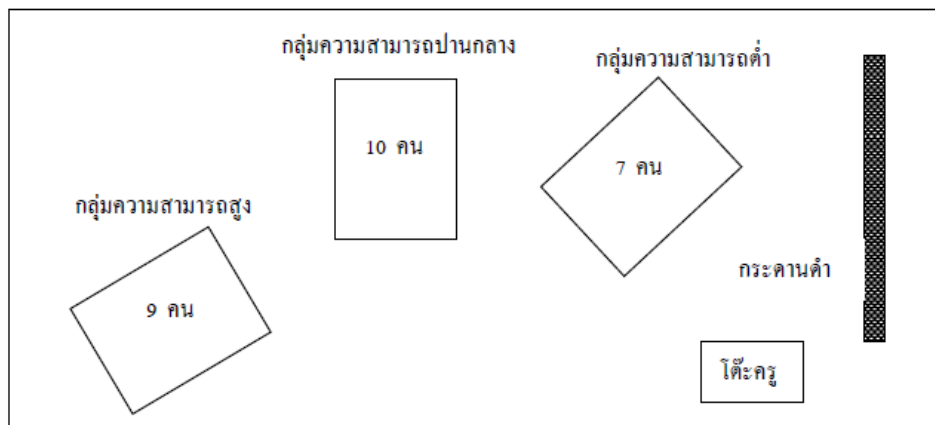 กลุ่มความสามารถปานกลาง
กลุ่มความสามารถต่ำ
10 คน
7 คน
กลุ่มความสามารถสูง
9 คน
กระดานดำ
โต๊ะครู